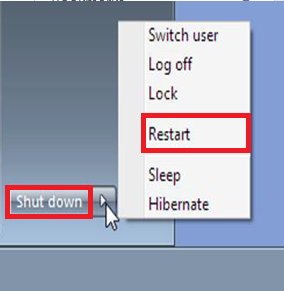 Switch user
Log off
Lock
Restart
Sleep
Hibernate
Shut down